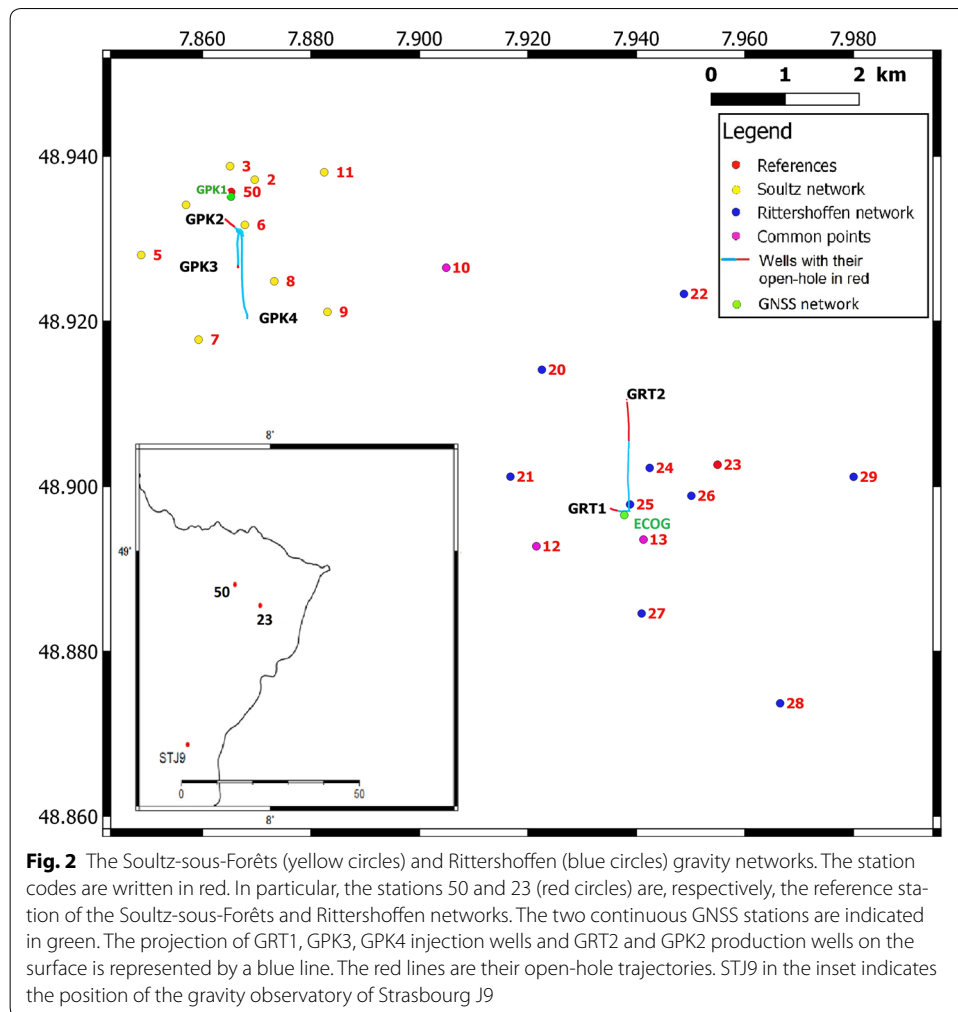 7.860 7.880 7.900 7.920 7.940 7.960 7.980
0 1 2 km
Legend
References
Soultz network
Rittershoffen network
Common points
Wells with their
open-hole in red
GNSS network
48.940
3
2
11
GPK1 50
GPK2
6
5
GPK3
10
8
22
48.920
9
GPK4
7
20
GRT2
8°
24
23
48.900
21
29
26
25
GRT1
ECOG
13
12
49°
50
23
27
48.880
28
STJ9
0 50
8°
48.860
Fig. 2 The Soultz-sous-Forêts (yellow circles) and Rittershoffen (blue circles) gravity networks. The station
codes are written in red. In particular, the stations 50 and 23 (red circles) are, respectively, the reference sta-
tion of the Soultz-sous-Forêts and Rittershoffen networks. The two continuous GNSS stations are indicated
in green. The projection of GRT1, GPK3, GPK4 injection wells and GRT2 and GPK2 production wells on the
surface is represented by a blue line. The red lines are their open-hole trajectories. STJ9 in the inset indicates
the position of the gravity observatory of Strasbourg J9